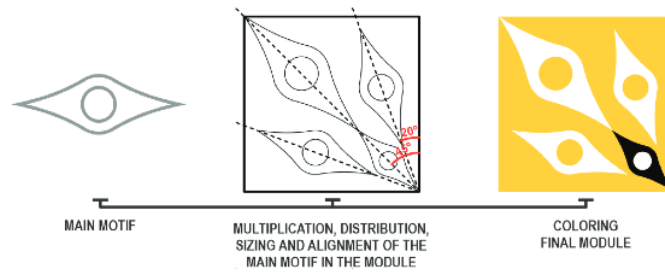 20°
45°
MAIN MOTIF
MULTIPLICATION, DISTRIBUTION,
SIZING AND ALIGNMENT OF THE
MAIN MOTIF IN THE MODULE
COLORING
FINAL MODULE